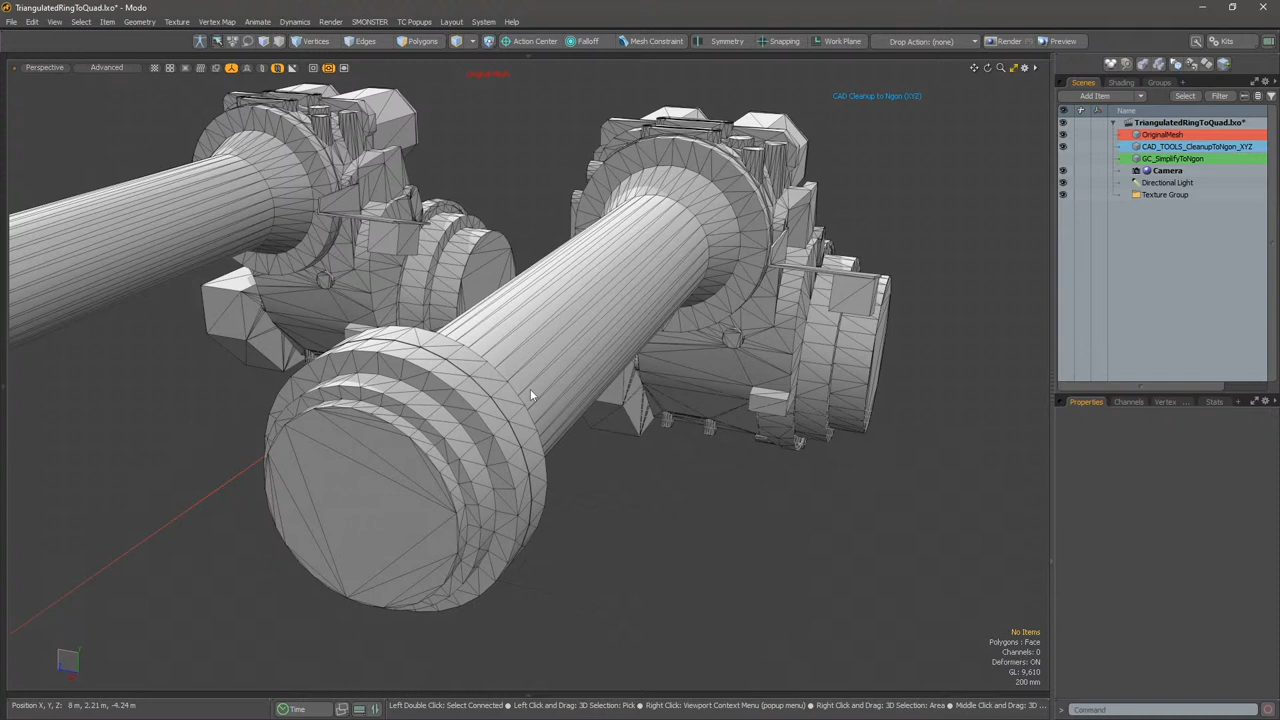 TriangulatedRingToQuad.lxo* - Modo
File Edit View Select Item Geometry Texture Vertex Map Animate Dynamics Render SMONSTER TC Popups Layout System Help
Vertices Edges Polygons Action Center Falloff Mesh Constraint Symmetry Snapping Work Plane Drop Action: (none) Render Preview Kits
Perspective Advanced
Original Mesh
CAD Cleanup to Ngon (XYZ)
Scenes Shading Groups
Add Item Select Filter
Name
TriangulatedRingToQuad.lxo*
OriginalMesh
CAD_TOOLS_CleanupToNgon_XYZ
GC_SimplifyToNgon
Camera
Directional Light
Texture Group
Properties Channels Vertex ... Stats
No Items
Polygons : Face
Channels: 0
Deformers: ON
GL: 9,610
200 mm
Position X, Y, Z: 8 m, 2.21 m, -4.24 m
Time
Left Double Click: Select Connected ● Left Click and Drag: 3D Selection: Pick ● Right Click: Viewport Context Menu (popup menu) ● Right Click and Drag: 3D Selection: Area ● Middle Click and Drag: 3D ...
Command